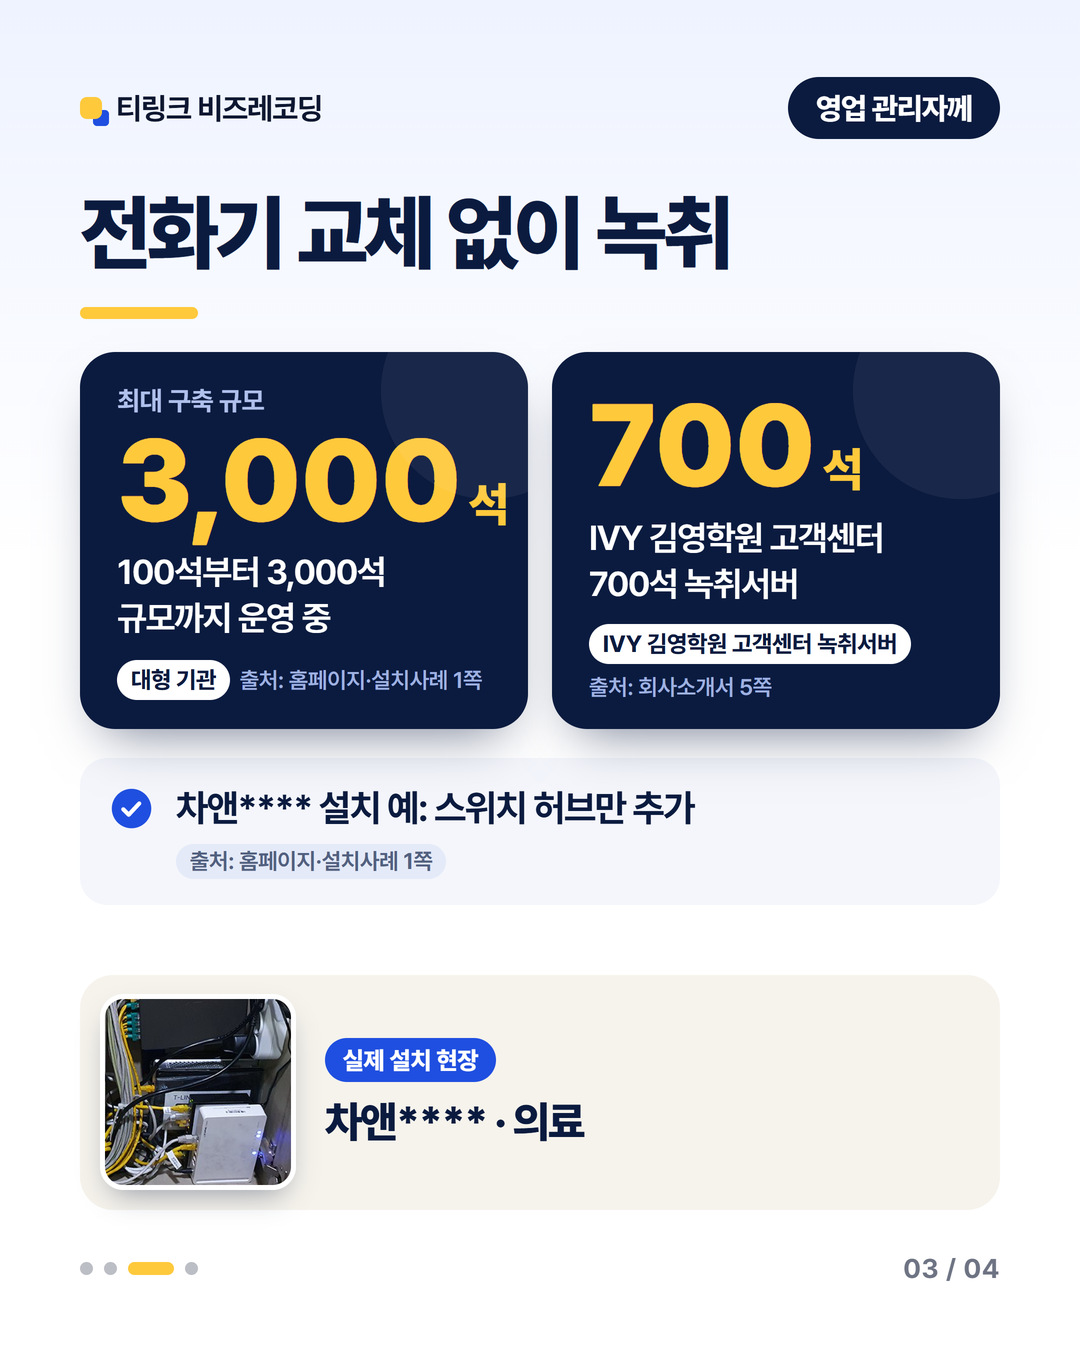 티링크 비즈레코딩
영업 관리자께
전화기 교체 없이 녹취
최대 구축 규모
3,000석
100석부터 3,000석
규모까지 운영 중
대형 기관 출처: 홈페이지·설치사례 1쪽
700석
IVY 김영학원 고객센터
700석 녹취서버
IVY 김영학원 고객센터 녹취서버
출처: 회사소개서 5쪽
차앤**** 설치 예: 스위치 허브만 추가
출처: 홈페이지·설치사례 1쪽
실제 설치 현장
차앤**** · 의료
03 / 04